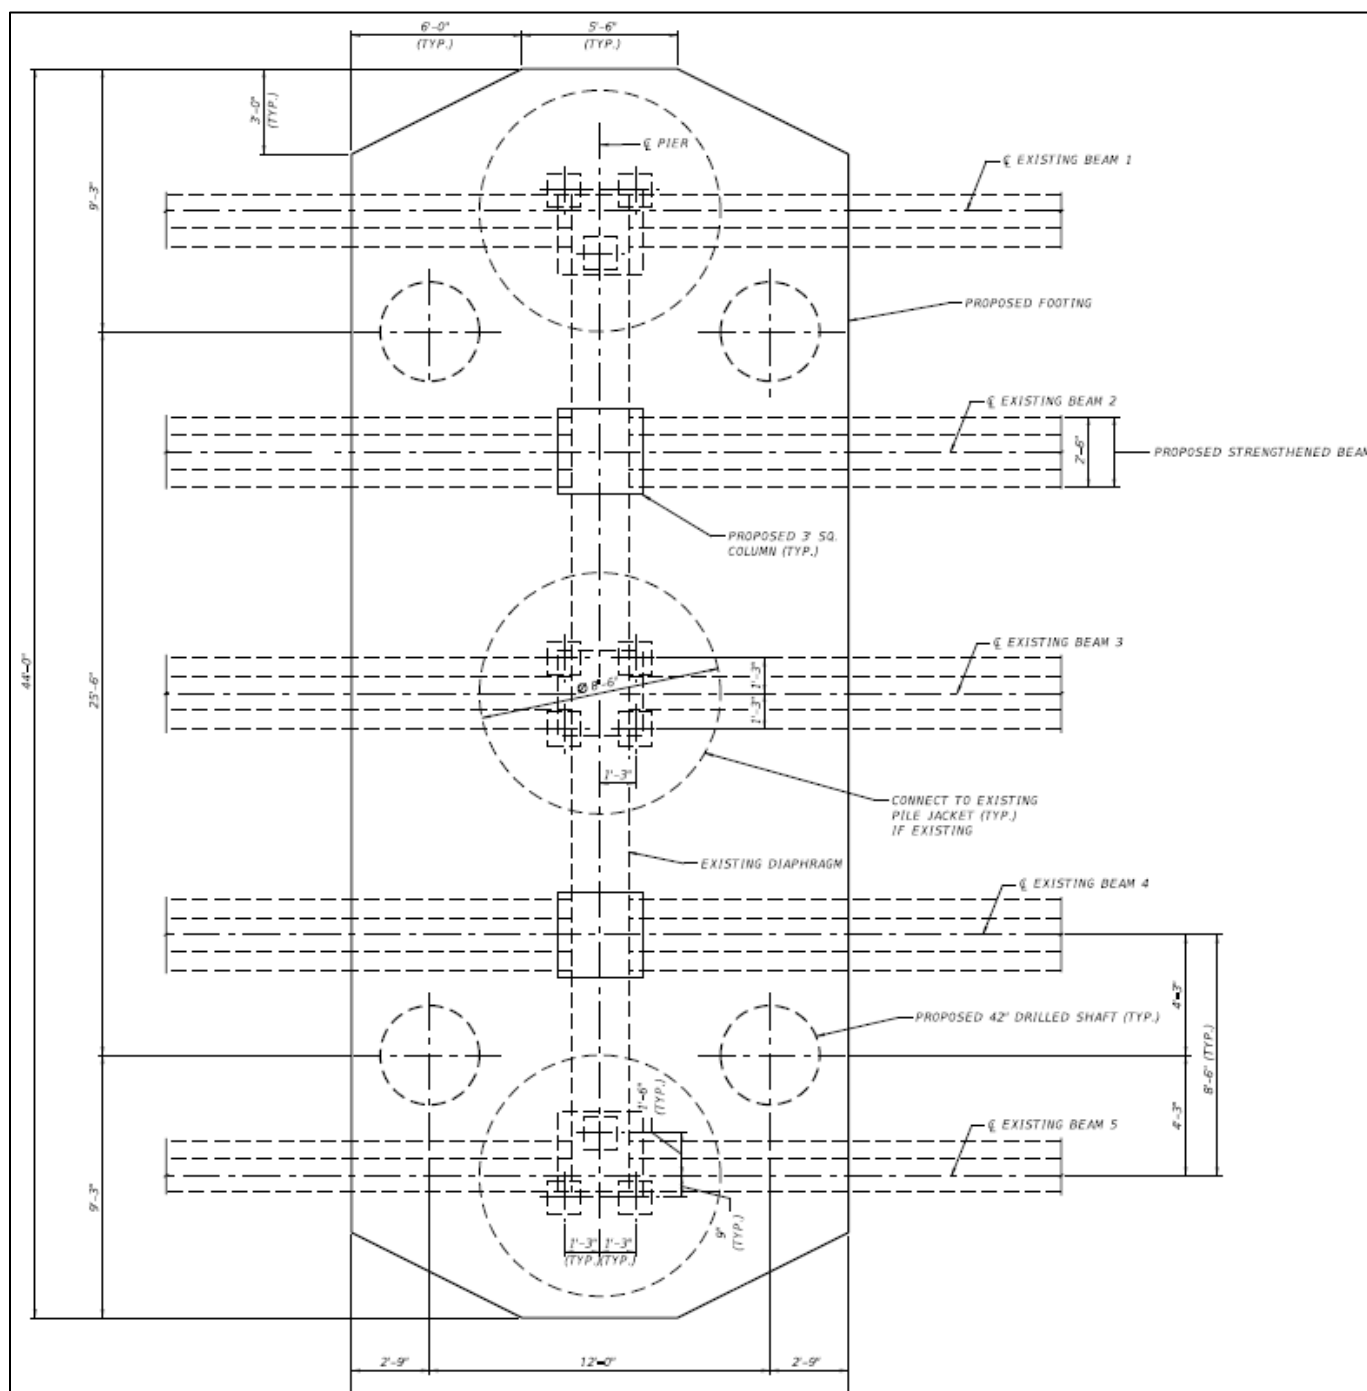 6'-0"
(TYP.)
5'-6"
(TYP.)
3'-0"
(TYP.)
℄ PIER
℄ EXISTING BEAM 1
9'-3"
PROPOSED FOOTING
℄ EXISTING BEAM 2
2'-6"
PROPOSED STRENGTHENED BEAM
PROPOSED 3' SQ.
COLUMN (TYP.)
℄ EXISTING BEAM 3
44'-0"
25'-6"
Ø 8'-6"
1'-3"
1'-3"
1'-3"
CONNECT TO EXISTING
PILE JACKET (TYP.)
IF EXISTING
EXISTING DIAPHRAGM
℄ EXISTING BEAM 4
4'-3"
PROPOSED 42" DRILLED SHAFT (TYP.)
8'-6" (TYP.)
1'-6"
(TYP.)
4'-3"
℄ EXISTING BEAM 5
9'-3"
9"
(TYP.)
1'-3" 1'-3"
(TYP.) (TYP.)
2'-9"
12'-0"
2'-9"